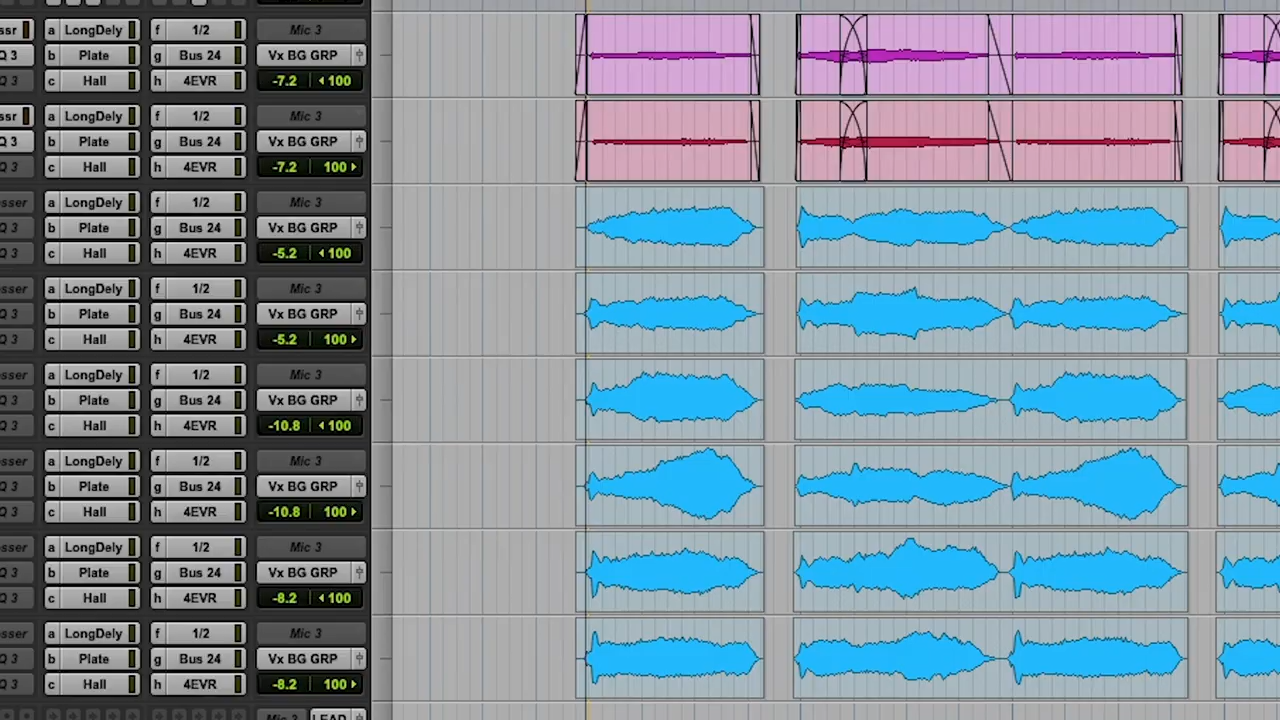 ssr a LongDely f 1/2 Mic 3
Q 3 b Plate g Bus 24 Vx BG GRP
c Hall h 4EVR -7.2 100
ssr a LongDely f 1/2 Mic 3
Q 3 b Plate g Bus 24 Vx BG GRP
Q 3 c Hall h 4EVR -7.2 100
sser a LongDely f 1/2 Mic 3
Q 3 b Plate g Bus 24 Vx BG GRP
Q 3 c Hall h 4EVR -5.2 100
sser a LongDely f 1/2 Mic 3
Q 3 b Plate g Bus 24 Vx BG GRP
Q 3 c Hall h 4EVR -5.2 100
sser a LongDely f 1/2 Mic 3
Q 3 b Plate g Bus 24 Vx BG GRP
Q 3 c Hall h 4EVR -10.8 100
sser a LongDely f 1/2 Mic 3
Q 3 b Plate g Bus 24 Vx BG GRP
Q 3 c Hall h 4EVR -10.8 100
sser a LongDely f 1/2 Mic 3
Q 3 b Plate g Bus 24 Vx BG GRP
Q 3 c Hall h 4EVR -8.2 100
sser a LongDely f 1/2 Mic 3
Q 3 b Plate g Bus 24 Vx BG GRP
Q 3 c Hall h 4EVR -8.2 100
Mic 3 LEAD